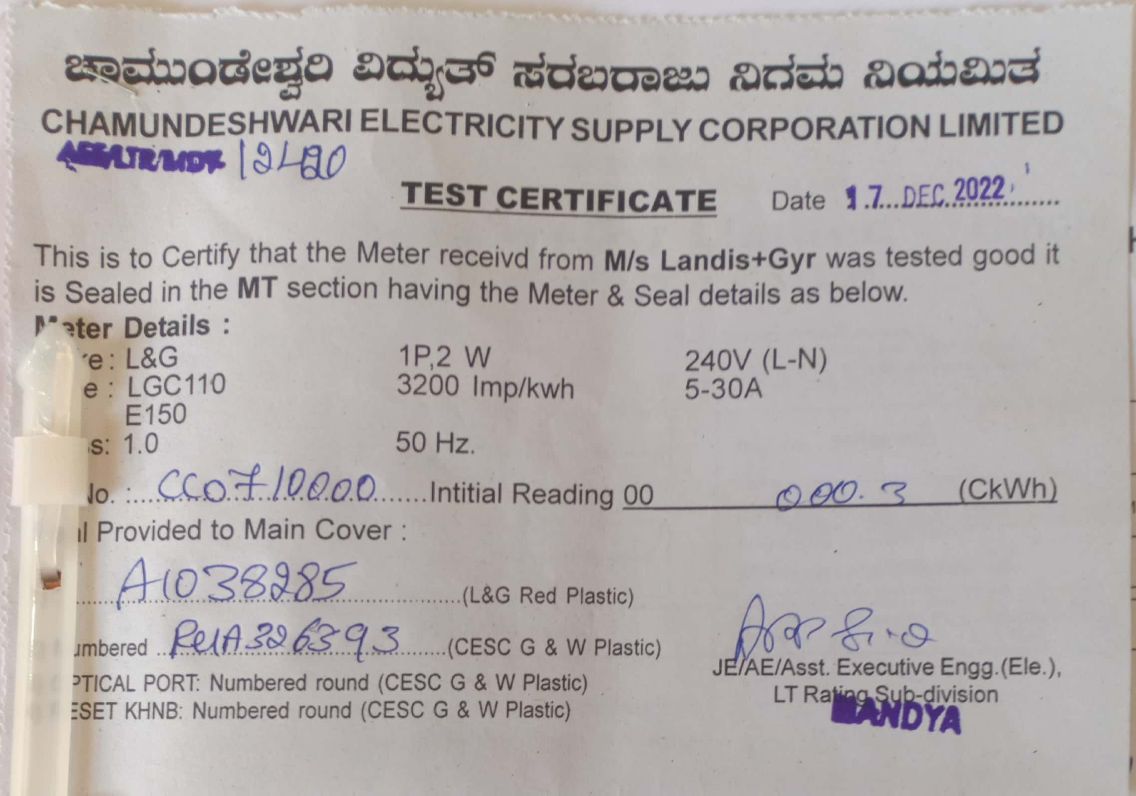 ಚಾಮುಂಡೇಶ್ವರಿ ವಿದ್ಯುತ್ ಸರಬರಾಜು ನಿಗಮ ನಿಯಮಿತ
CHAMUNDESHWARI ELECTRICITY SUPPLY CORPORATION LIMITED
12420
TEST CERTIFICATE Date 17 DEC 2022
This is to Certify that the Meter receivd from M/s Landis+Gyr was tested good it
is Sealed in the MT section having the Meter & Seal details as below.
Meter Details :
e : L&G 1P,2 W 240V (L-N)
e : LGC110 3200 Imp/kwh 5-30A
E150
s: 1.0 50 Hz.
No. : CC0710000 Intitial Reading 00 000.3 (CkWh)
l Provided to Main Cover :
A1038285 (L&G Red Plastic)
umbered 326393 (CESC G & W Plastic)
PTICAL PORT: Numbered round (CESC G & W Plastic)
ESET KHNB: Numbered round (CESC G & W Plastic)
JE/AE/Asst. Executive Engg.(Ele.),
LT Rating Sub-division
MANDYA